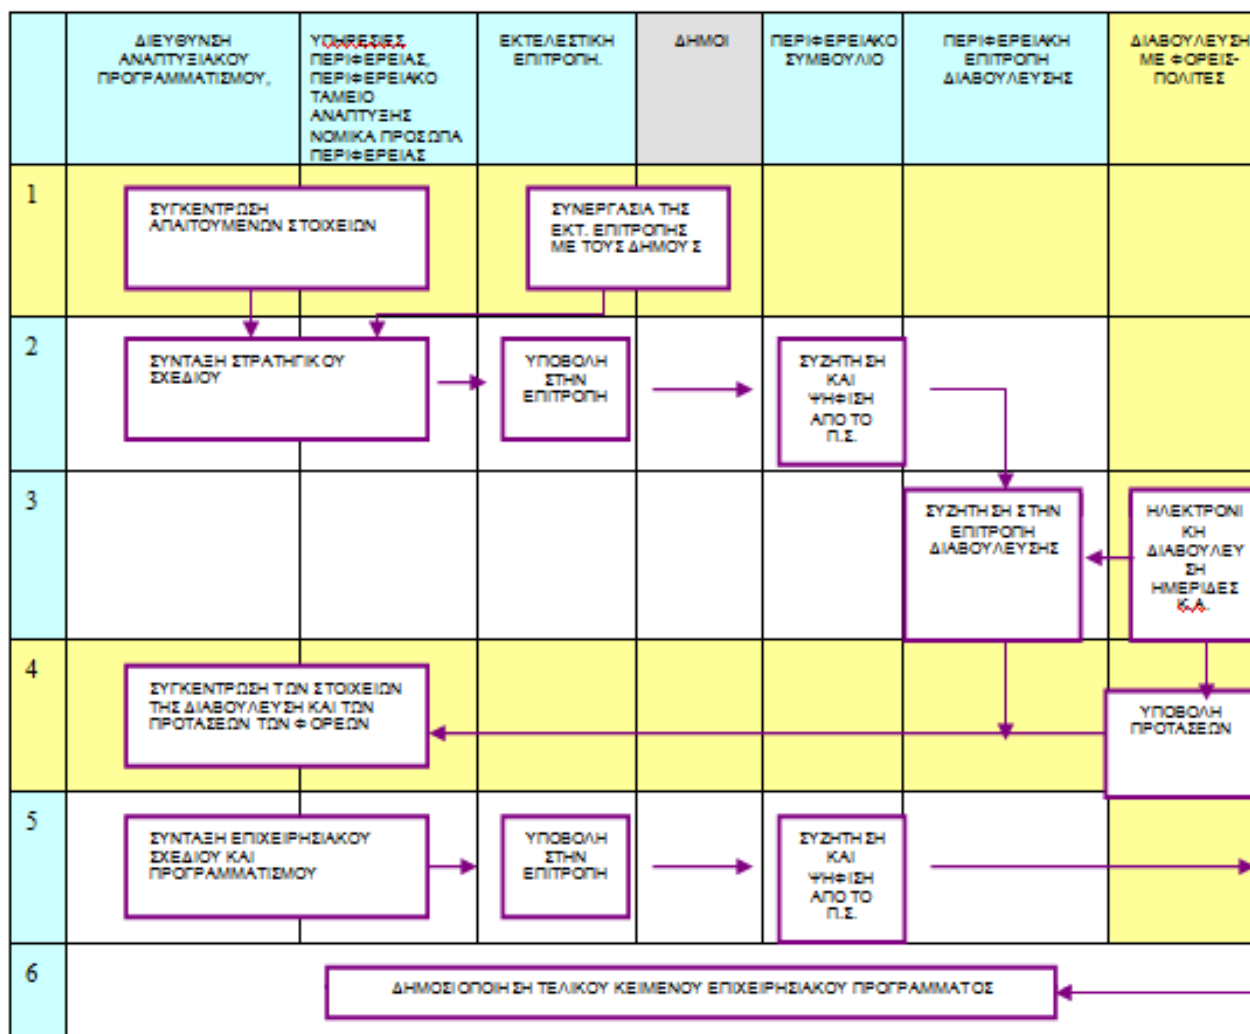 ΔΙΕΥΘΥΝΣΗ
ΑΝΑΠΤΥΞΙΑΚΟΥ
ΠΡΟΓΡΑΜΜΑΤΙΣΜΟΥ,
ΥΠΗRΕΣΙΕΣ
ΠΕΡΙΦΕΡΕΙΑΣ,
ΠΕΡΙΦΕΡΕΙΑΚΟ
ΤΑΜΕΙΟ
ΑΝΑΠΤΥΞΗΣ
ΝΟΜΙΚΑ ΠΡΟΣΩΠΑ
ΠΕΡΙΦΕΡΕΙΑΣ
ΕΚΤΕΛΕΣΤΙΚΗ
ΕΠΙΤΡΟΠΗ.
ΔΗΜΟΙ
ΠΕΡΙΦΕΡΕΙΑΚΟ
ΣΥΜΒΟΥΛΙΟ
ΠΕΡΙΦΕΡΕΙΑΚΗ
ΕΠΙΤΡΟΠΗ
ΔΙΑΒΟΥΛΕΥΣΗΣ
ΔΙΑΒΟΥΛΕΥΣΗ
ΜΕ ΦΟΡΕΙΣ-
ΠΟΛΙΤΕΣ
1
ΣΥΓΚΕΝΤΡΩΣΗ
ΑΠΑΙΤΟΥΜΕΝΩΝ ΣΤΟΙΧΕΙΩΝ
ΣΥΝΕΡΓΑΣΙΑ ΤΗΣ
ΕΚΤ. ΕΠΙΤΡΟΠΗΣ
ΜΕ ΤΟΥΣ ΔΗΜΟΥΣ
2
ΣΥΝΤΑΞΗ ΣΤΡΑΤΗΓΙΚΟΥ
ΣΧΕΔΙΟΥ
ΥΠΟΒΟΛΗ
ΣΤΗΝ
ΕΠΙΤΡΟΠΗ
ΣΥΖΗΤΗΣΗ
ΚΑΙ
ΨΗΦΙΣΗ
ΑΠΟ ΤΟ
Π.Σ.
3
ΣΥΖΗΤΗΣΗ ΣΤΗΝ
ΕΠΙΤΡΟΠΗ
ΔΙΑΒΟΥΛΕΥΣΗΣ
ΗΛΕΚΤΡΟΝΙ
ΚΗ
ΔΙΑΒΟΥΛΕΥ
ΣΗ
ΗΜΕΡΙΔΕΣ
Κ.Α.
4
ΣΥΓΚΕΝΤΡΩΣΗ ΤΩΝ ΣΤΟΙΧΕΙΩΝ
ΤΗΣ ΔΙΑΒΟΥΛΕΥΣΗ ΚΑΙ ΤΩΝ
ΠΡΟΤΑΣΕΩΝ ΤΩΝ ΦΟΡΕΩΝ
ΥΠΟΒΟΛΗ
ΠΡΟΤΑΣΕΩΝ
5
ΣΥΝΤΑΞΗ ΕΠΙΧΕΙΡΗΣΙΑΚΟΥ
ΣΧΕΔΙΟΥ ΚΑΙ
ΠΡΟΓΡΑΜΜΑΤΙΣΜΟΥ
ΥΠΟΒΟΛΗ
ΣΤΗΝ
ΕΠΙΤΡΟΠΗ
ΣΥΖΗΤΗΣΗ
ΚΑΙ
ΨΗΦΙΣΗ
ΑΠΟ ΤΟ
Π.Σ.
6
ΔΗΜΟΣΙΟΠΟΙΗΣΗ ΤΕΛΙΚΟΥ ΚΕΙΜΕΝΟΥ ΕΠΙΧΕΙΡΗΣΙΑΚΟΥ ΠΡΟΓΡΑΜΜΑΤΟΣ